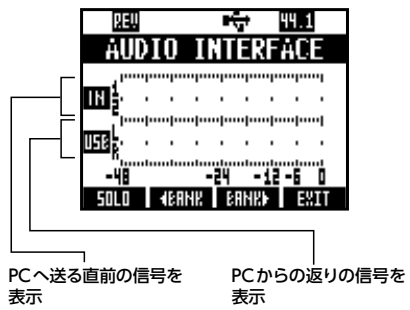 REV 44.1
AUDIO INTERFACE
IN 1 2
USB L R
-48 -24 -12 -6 0
SOLO ◀BANK BANK▶ EXIT
PCへ送る直前の信号を
表示
PCからの返りの信号を
表示